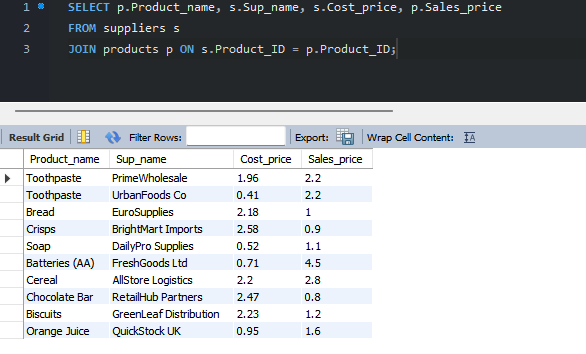 1 SELECT p.Product_name, s.Sup_name, s.Cost_price, p.Sales_price
2 FROM suppliers s
3 JOIN products p ON s.Product_ID = p.Product_ID;
Result Grid Filter Rows: Export: Wrap Cell Content: IA
Product_name Sup_name Cost_price Sales_price
Toothpaste PrimeWholesale 1.96 2.2
Toothpaste UrbanFoods Co 0.41 2.2
Bread EuroSupplies 2.18 1
Crisps BrightMart Imports 2.58 0.9
Soap DailyPro Supplies 0.52 1.1
Batteries (AA) FreshGoods Ltd 0.71 4.5
Cereal AllStore Logistics 2.2 2.8
Chocolate Bar RetailHub Partners 2.47 0.8
Biscuits GreenLeaf Distribution 2.23 1.2
Orange Juice QuickStock UK 0.95 1.6